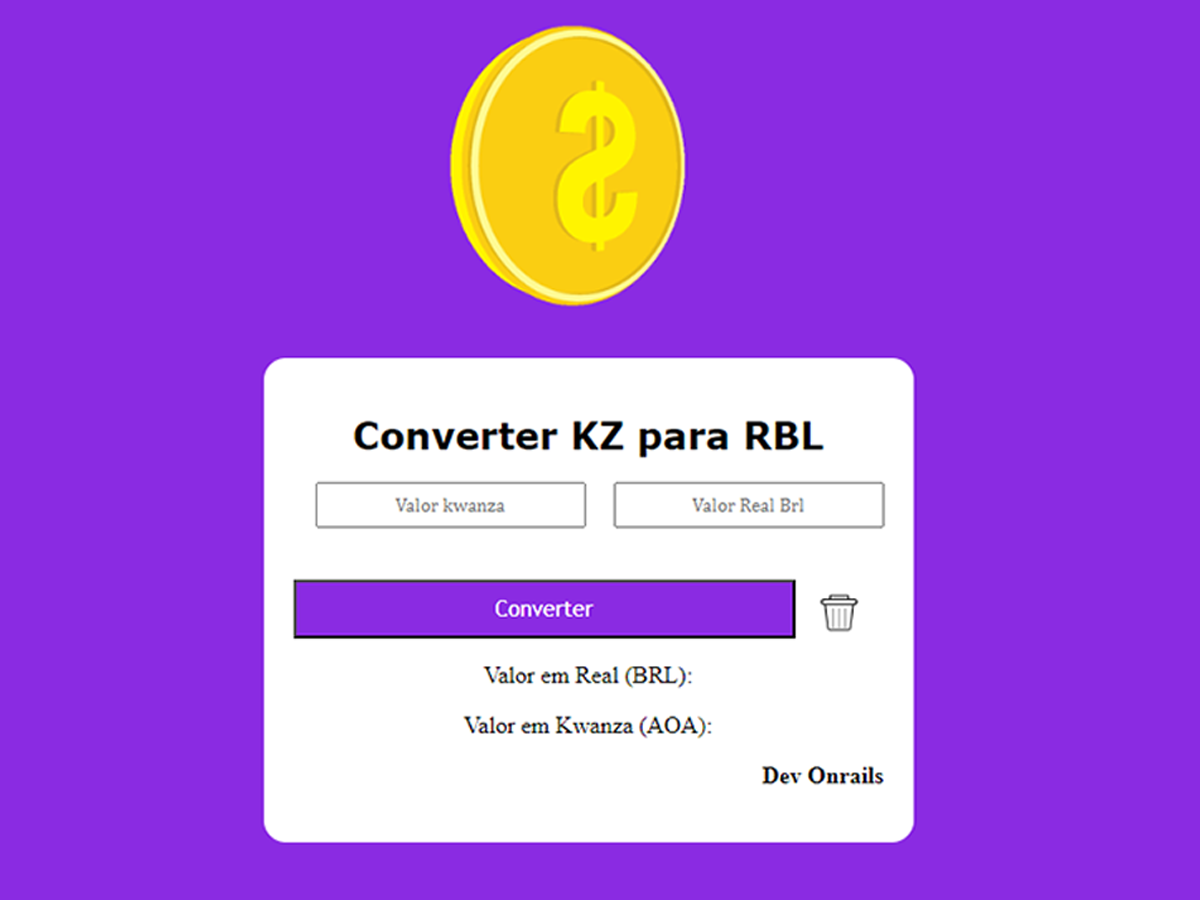 Converter KZ para RBL
Valor kwanza
Valor Real Brl
Converter
Valor em Real (BRL):
Valor em Kwanza (AOA):
Dev Onrails